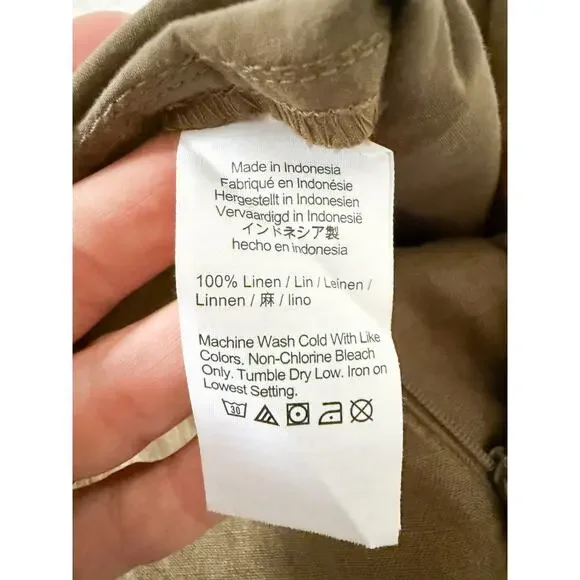 Made in Indonesia
Fabriqué en Indonésie
Hergestellt in Indonesien
Vervaardigd in Indonesië
インドネシア製
hecho en indonesia
100% Linen / Lin / Leinen /
Linnen / 麻 / lino
Machine Wash Cold With Like
Colors. Non-Chlorine Bleach
Only. Tumble Dry Low. Iron on
Lowest Setting.
30